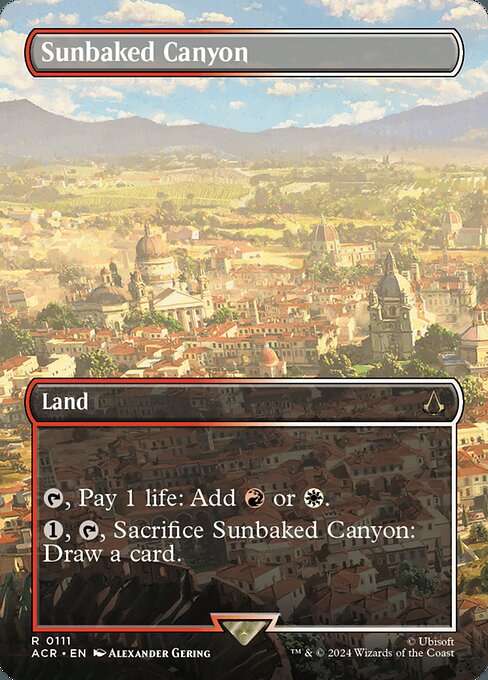 Sunbaked Canyon
Land
, Pay 1 life: Add or .
1, , Sacrifice Sunbaked Canyon:
Draw a card.
R 0111
ACR • EN Alexander Gering
© Ubisoft
™ & © 2024 Wizards of the Coast